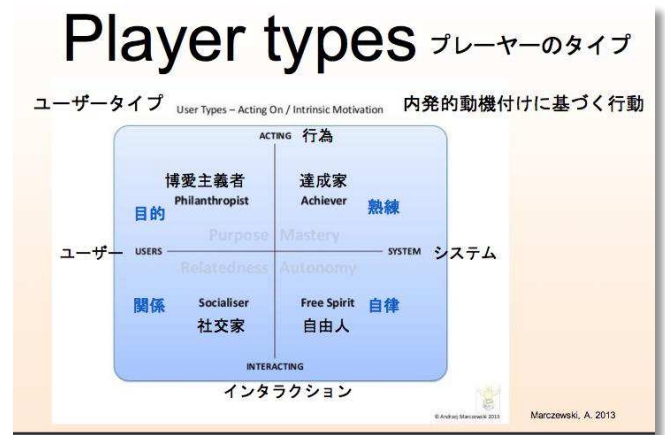 Player types プレーヤーのタイプ
ユーザータイプ User Types – Acting On / Intrinsic Motivation 内発的動機付けに基づく行動
ACTING 行為
博愛主義者 達成家
Philanthropist Achiever
目的 熟練
Purpose Mastery
ユーザー USERS SYSTEM システム
Relatedness Autonomy
関係 Socialiser Free Spirit 自律
社交家 自由人
INTERACTING
インタラクション
© Andrzej Marczewski 2013 Marczewski, A. 2013